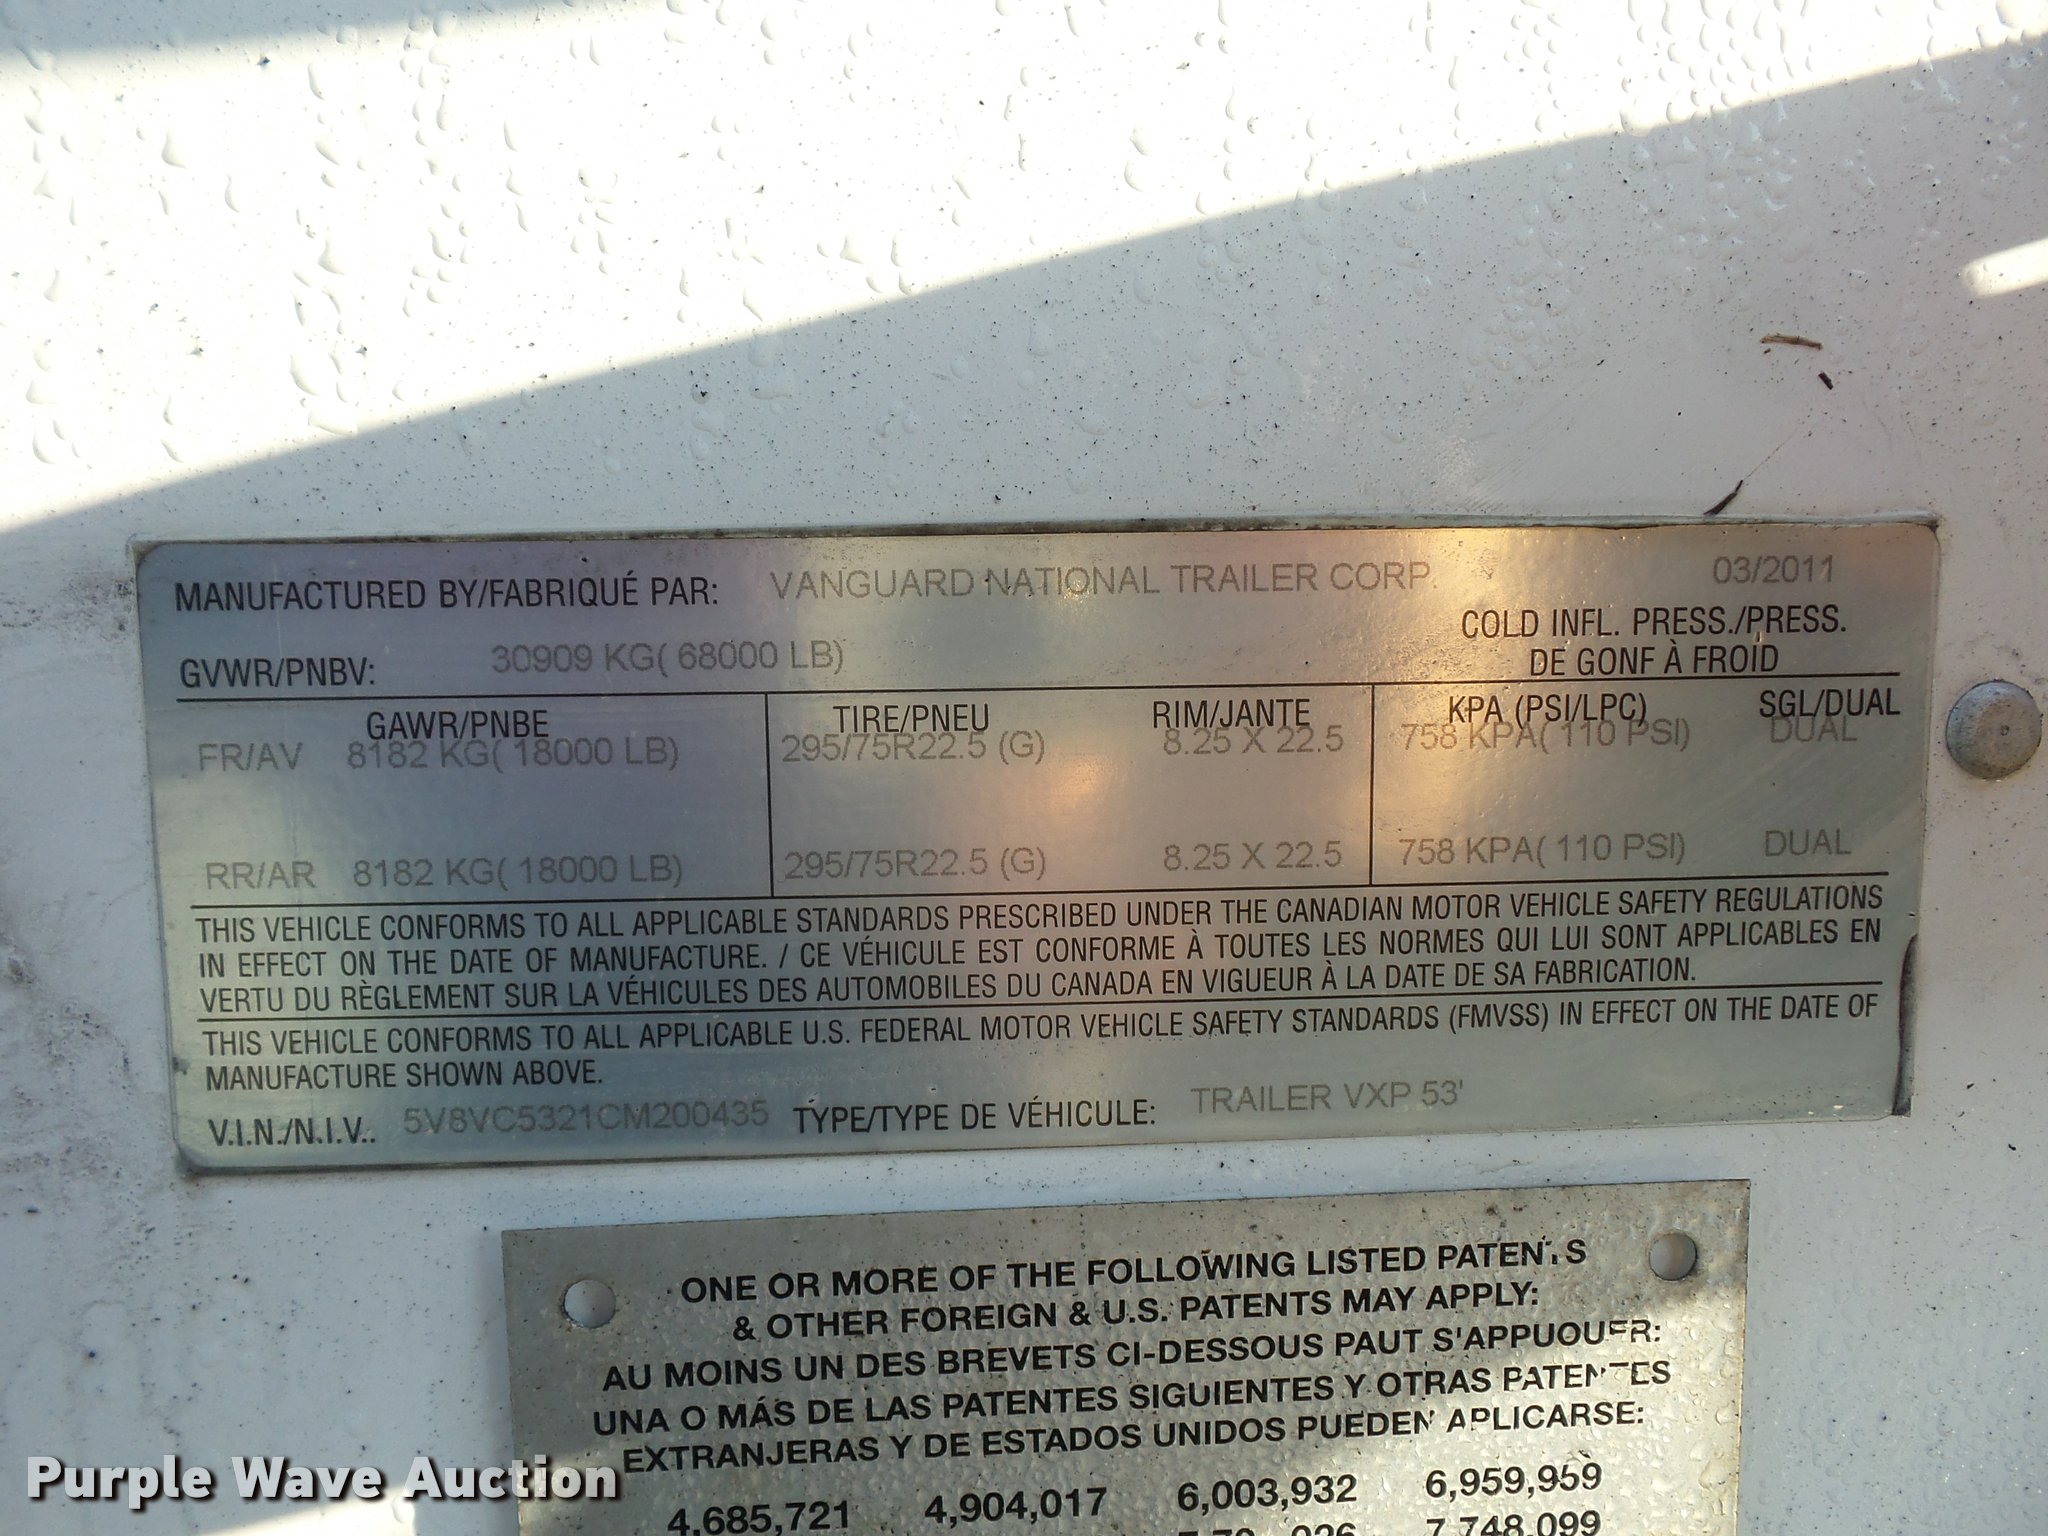 MANUFACTURED BY/FABRIQUÉ PAR: VANGUARD NATIONAL TRAILER CORP. 03/2011
GVWR/PNBV: 30909 KG( 68000 LB) COLD INFL. PRESS./PRESS.
DE GONF À FROID
GAWR/PNBE TIRE/PNEU RIM/JANTE KPA (PSI/LPC) SGL/DUAL
FR/AV 8182 KG( 18000 LB) 295/75R22.5 (G) 8.25 X 22.5 758 KPA( 110 PSI) DUAL
RR/AR 8182 KG( 18000 LB) 295/75R22.5 (G) 8.25 X 22.5 758 KPA( 110 PSI) DUAL
THIS VEHICLE CONFORMS TO ALL APPLICABLE STANDARDS PRESCRIBED UNDER THE CANADIAN MOTOR VEHICLE SAFETY REGULATIONS
IN EFFECT ON THE DATE OF MANUFACTURE. / CE VÉHICULE EST CONFORME À TOUTES LES NORMES QUI LUI SONT APPLICABLES EN
VERTU DU RÈGLEMENT SUR LA VÉHICULES DES AUTOMOBILES DU CANADA EN VIGUEUR À LA DATE DE SA FABRICATION.
THIS VEHICLE CONFORMS TO ALL APPLICABLE U.S. FEDERAL MOTOR VEHICLE SAFETY STANDARDS (FMVSS) IN EFFECT ON THE DATE OF
MANUFACTURE SHOWN ABOVE.
V.I.N./N.I.V.. 5V8VC5321CM200435 TYPE/TYPE DE VÉHICULE: TRAILER VXP 53'
ONE OR MORE OF THE FOLLOWING LISTED PATENTS
& OTHER FOREIGN & U.S. PATENTS MAY APPLY:
AU MOINS UN DES BREVETS CI-DESSOUS PAUT S'APPUOUER:
UNA O MÁS DE LAS PATENTES SIGUIENTES Y OTRAS PATENTES
EXTRANJERAS Y DE ESTADOS UNIDOS PUEDEN APLICARSE:
4,685,721 4,904,017 6,003,932 6,959,959
7,748,099
Purple Wave Auction